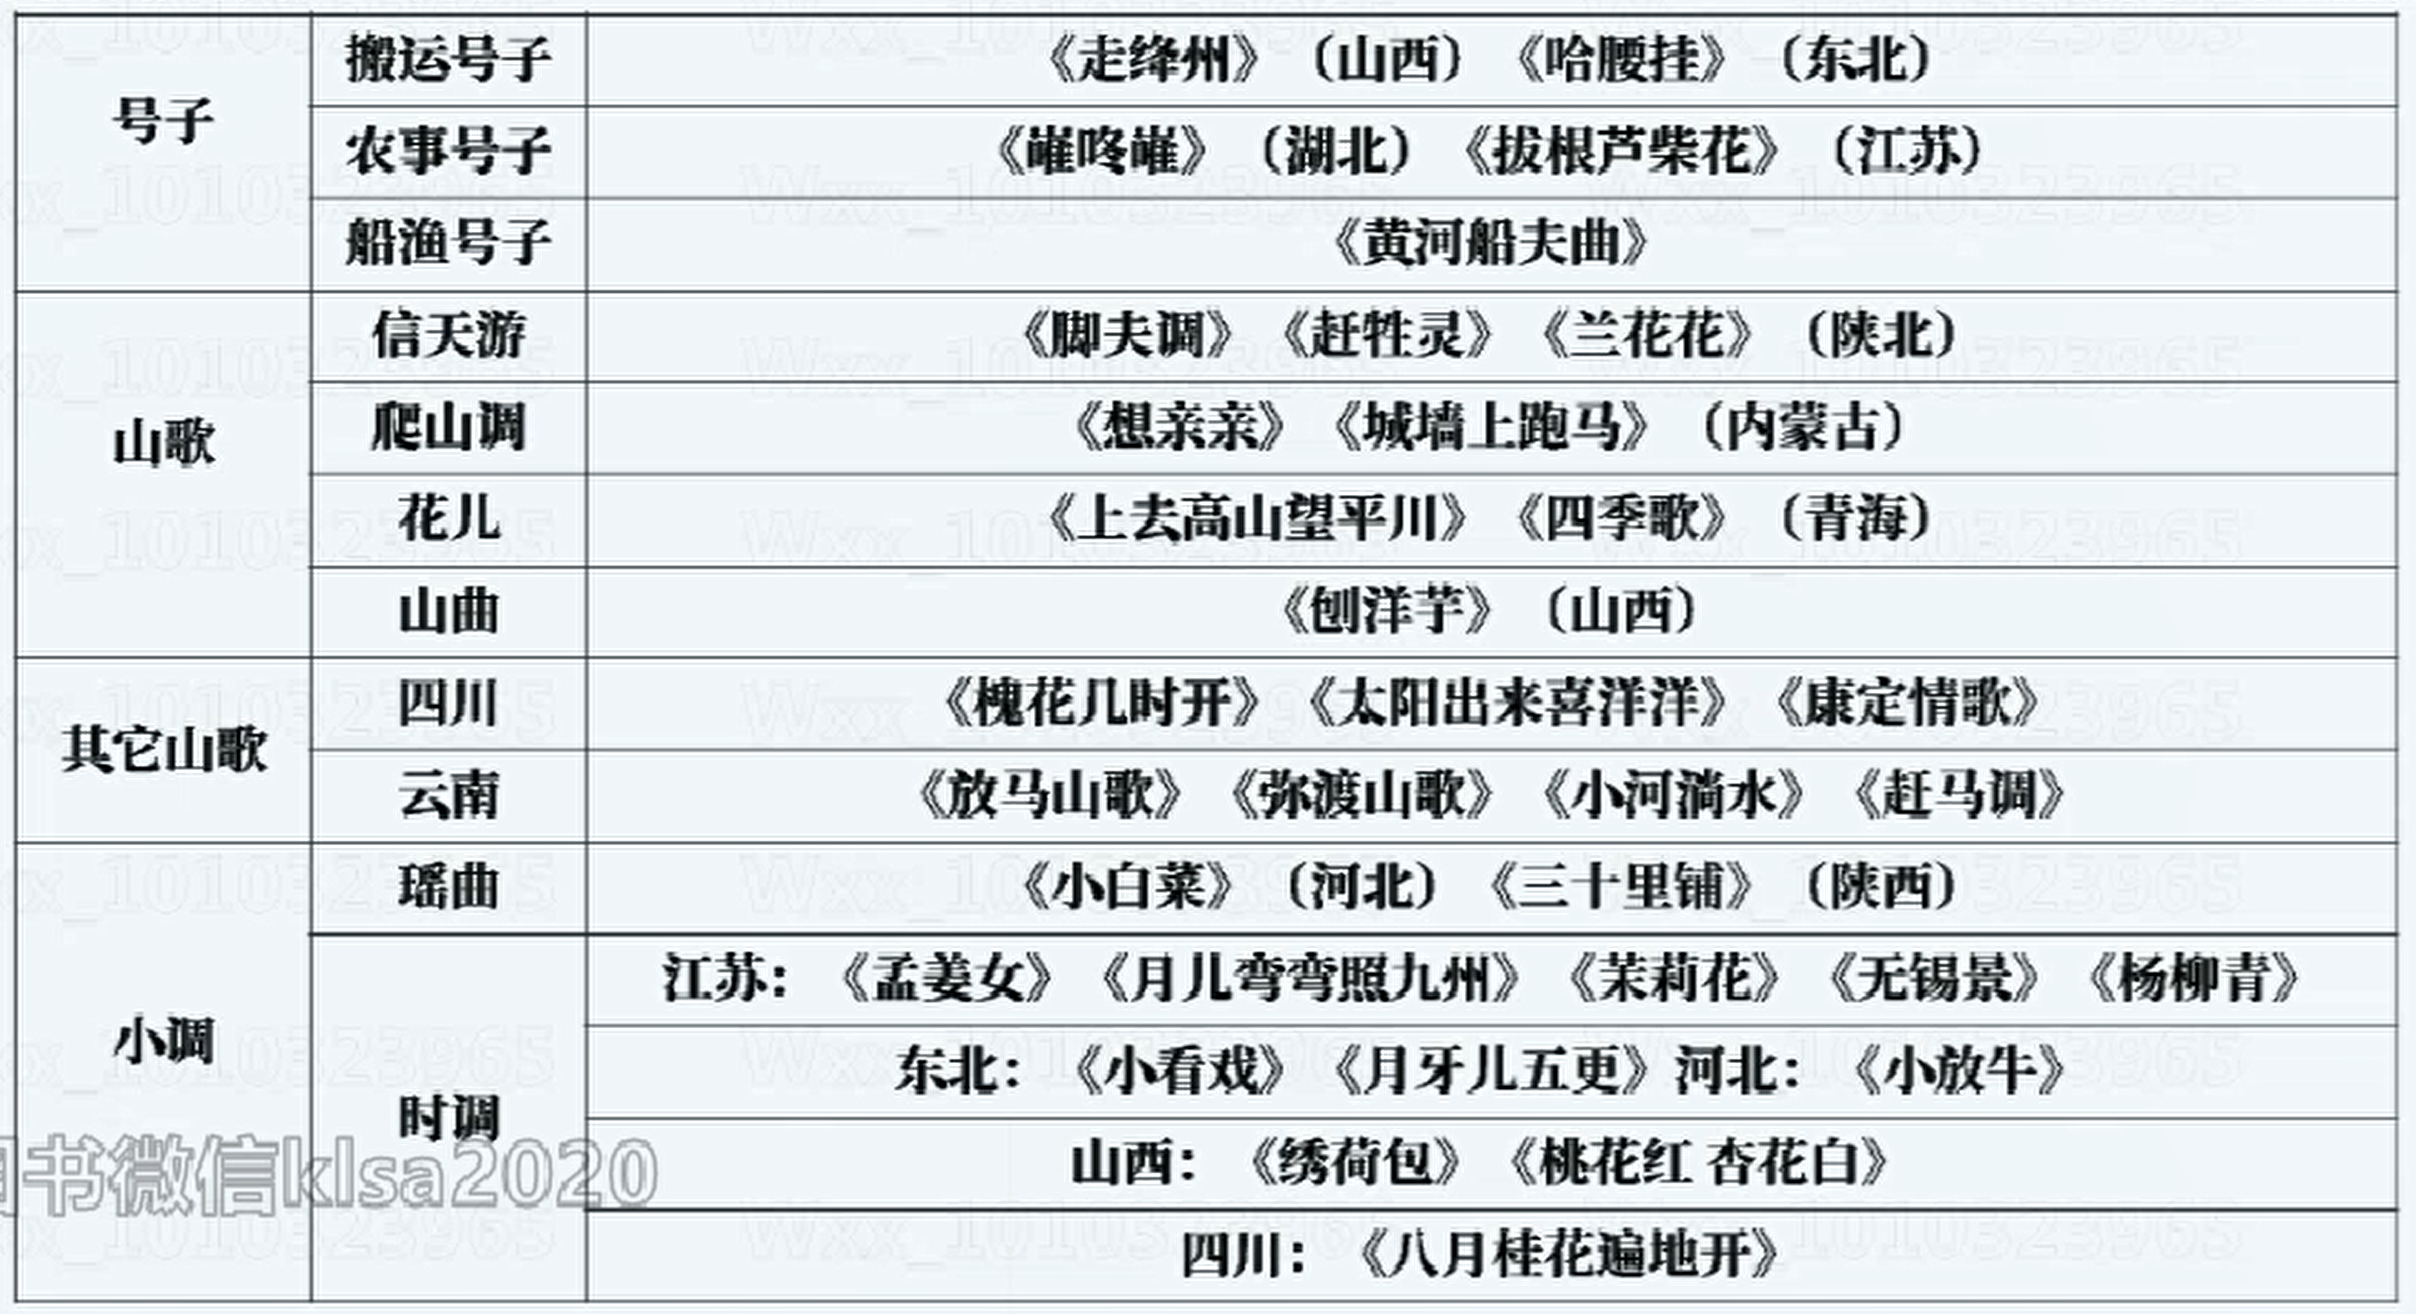 号子
搬运号子 《走绛州》（山西）《哈腰挂》（东北）
农事号子 《嶉咚嶉》（湖北）《拔根芦柴花》（江苏）
船渔号子 《黄河船夫曲》
山歌
信天游 《脚夫调》《赶牲灵》《兰花花》（陕北）
爬山调 《想亲亲》《城墙上跑马》（内蒙古）
花儿 《上去高山望平川》《四季歌》（青海）
山曲 《刨洋芋》（山西）
其它山歌
四川 《槐花几时开》《太阳出来喜洋洋》《康定情歌》
云南 《放马山歌》《弥渡山歌》《小河淌水》《赶马调》
小调
瑶曲 《小白菜》（河北）《三十里铺》（陕西）
时调
江苏：《孟姜女》《月儿弯弯照九州》《茉莉花》《无锡景》《杨柳青》
东北：《小看戏》《月牙儿五更》河北：《小放牛》
山西：《绣荷包》《桃花红 杏花白》
四川：《八月桂花遍地开》
书微信klsa2020
Wxx_1010323965